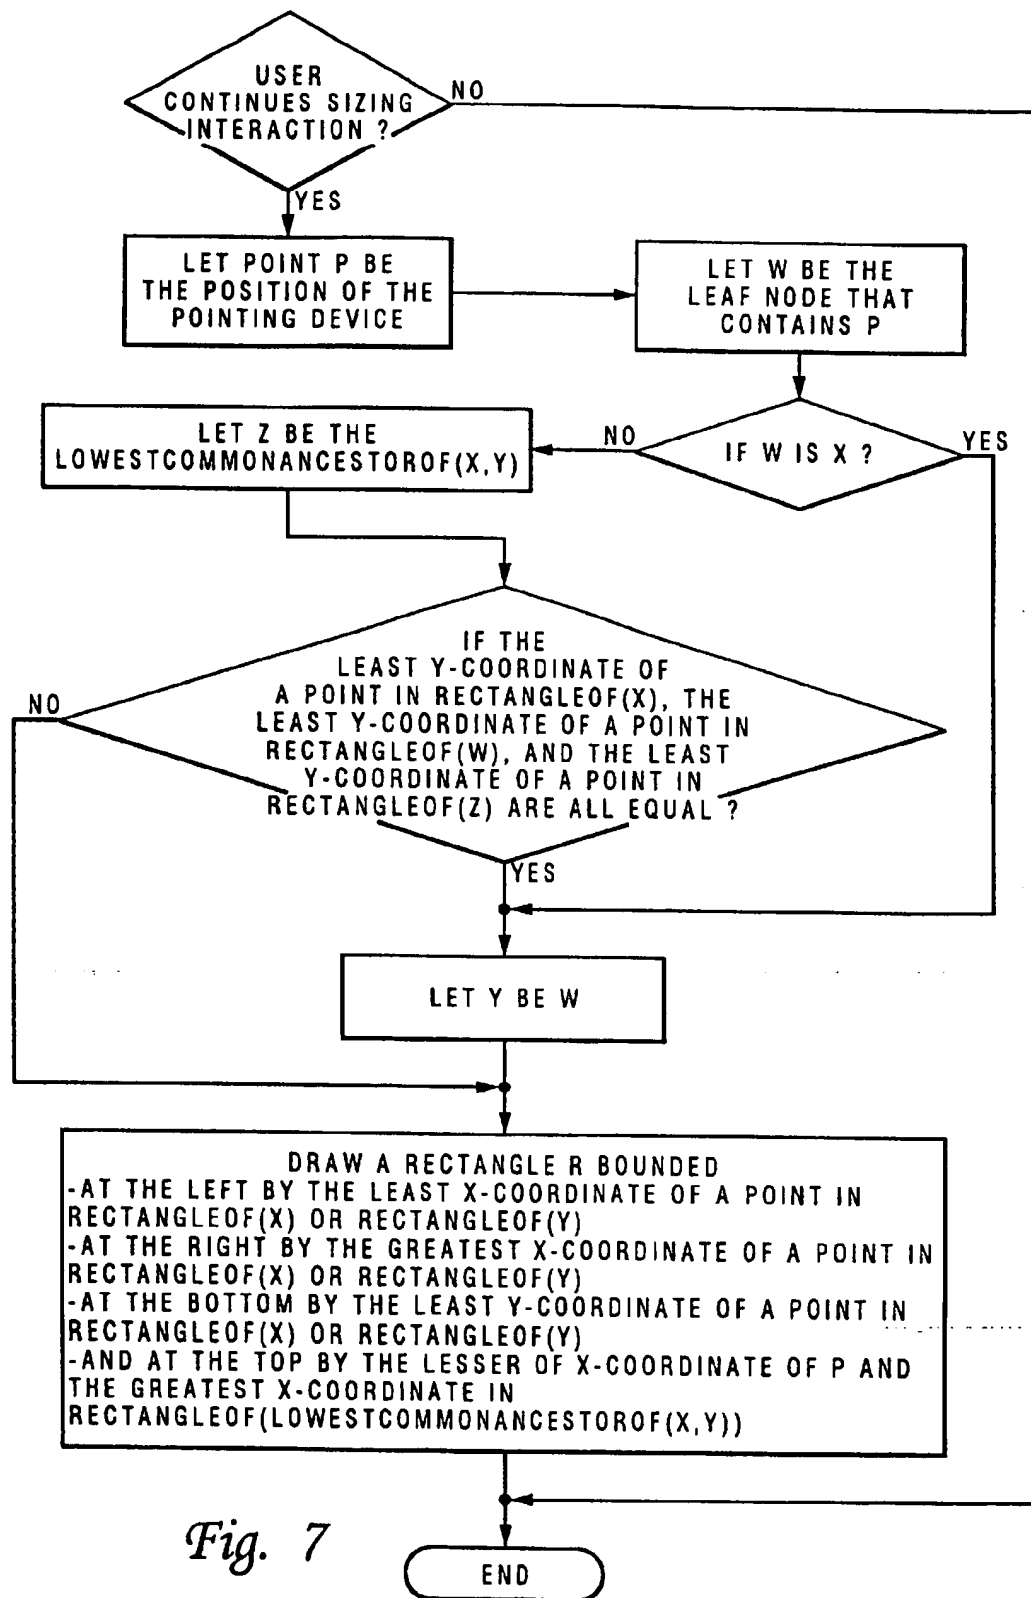 USER
CONTINUES SIZING
INTERACTION ?
NO
YES
LET POINT P BE
THE POSITION OF THE
POINTING DEVICE
LET W BE THE
LEAF NODE THAT
CONTAINS P
IF W IS X ?
NO
YES
LET Z BE THE
LOWESTCOMMONANCESTOROF(X,Y)
IF THE
LEAST Y-COORDINATE OF
A POINT IN RECTANGLEOF(X), THE
LEAST Y-COORDINATE OF A POINT IN
RECTANGLEOF(W), AND THE LEAST
Y-COORDINATE OF A POINT IN
RECTANGLEOF(Z) ARE ALL EQUAL ?
NO
YES
LET Y BE W
DRAW A RECTANGLE R BOUNDED
-AT THE LEFT BY THE LEAST X-COORDINATE OF A POINT IN
RECTANGLEOF(X) OR RECTANGLEOF(Y)
-AT THE RIGHT BY THE GREATEST X-COORDINATE OF A POINT IN
RECTANGLEOF(X) OR RECTANGLEOF(Y)
-AT THE BOTTOM BY THE LEAST Y-COORDINATE OF A POINT IN
RECTANGLEOF(X) OR RECTANGLEOF(Y)
-AND AT THE TOP BY THE LESSER OF X-COORDINATE OF P AND
THE GREATEST X-COORDINATE IN
RECTANGLEOF(LOWESTCOMMONANCESTOROF(X,Y))
END
Fig. 7